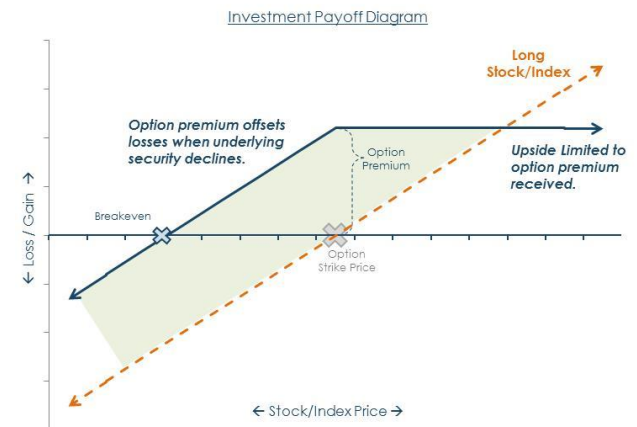 Investment Payoff Diagram
Long
Stock/Index
Option premium offsets
losses when underlying
security declines.
Option
Premium
Upside Limited to
option premium
received.
Breakeven
Option
Strike Price
← Loss / Gain →
← Stock/Index Price →